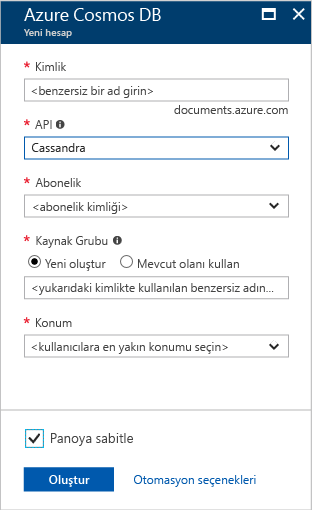 Azure Cosmos DB
Yeni hesap
* Kimlik
<benzersiz bir ad girin>
documents.azure.com
* API
Cassandra
* Abonelik
<abonelik kimliği>
* Kaynak Grubu
Yeni oluştur Mevcut olanı kullan
<yukarıdaki kimlikte kullanılan benzersiz adın...
* Konum
<kullanıcılara en yakın konumu seçin>
Panoya sabitle
Oluştur Otomasyon seçenekleri